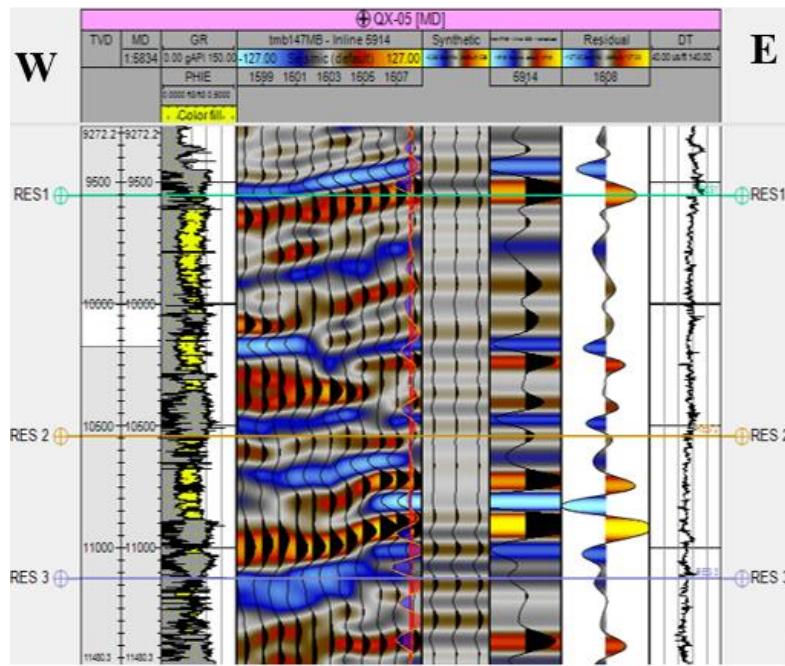 QX-05 [MD]
W
E
TVD
MD
GR
tmb147MB - Inline 5914
Synthetic
Residual
DT
1:5834
0.00 gAPI 150.00
-127.00 Seismic (default) 127.00
PHIE
1599 1601 1603 1605 1607
5914
1608
Color fill
9272.2
9272.2
9500
9500
RES1
RES1
10000
10000
10500
10500
RES 2
RES 2
11000
11000
RES 3
RES 3
11480.3
11480.3